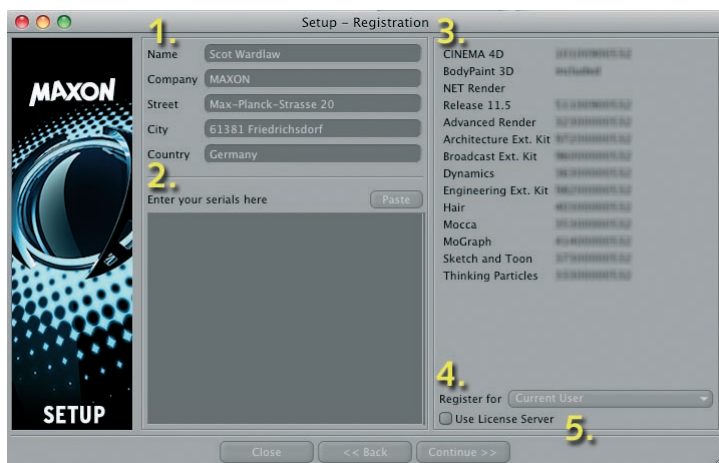 Setup – Registration
1.
Name Scot Wardlaw
Company MAXON
Street Max-Planck-Strasse 20
City 61381 Friedrichsdorf
Country Germany
2.
Enter your serials here Paste
3.
CINEMA 4D
BodyPaint 3D included
NET Render
Release 11.5
Advanced Render
Architecture Ext. Kit
Broadcast Ext. Kit
Dynamics
Engineering Ext. Kit
Hair
Mocca
MoGraph
Sketch and Toon
Thinking Particles
4.
Register for Current User
Use License Server
5.
MAXON
SETUP
Close << Back Continue >>